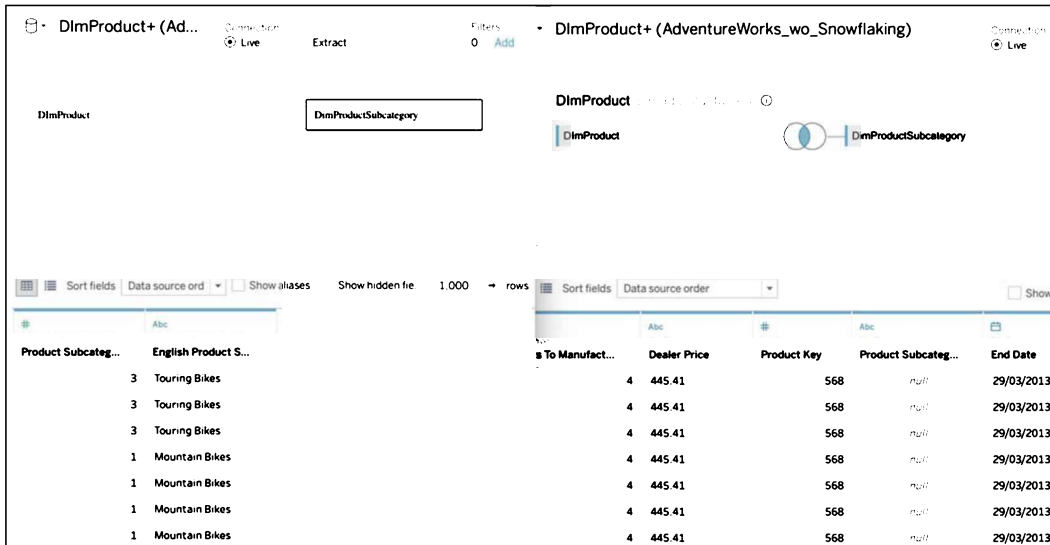 DImProduct+ (Ad...
Connection
Live
Extract
Filters
0 Add
DImProduct
DimProductSubcategory
Sort fields Data source ord
Show aliases
Show hidden fie
1.000 → rows
# Abc
Product Subcateg... English Product S...
3 Touring Bikes
3 Touring Bikes
3 Touring Bikes
1 Mountain Bikes
1 Mountain Bikes
1 Mountain Bikes
1 Mountain Bikes
DImProduct+ (AdventureWorks_wo_Snowflaking)
Connection
Live
DImProduct
DImProduct
DimProductSubcategory
Sort fields Data source order
Show
Abc # Abc
s To Manufact... Dealer Price Product Key Product Subcateg... End Date
4 445.41 568 null 29/03/2013
4 445.41 568 null 29/03/2013
4 445.41 568 null 29/03/2013
4 445.41 568 null 29/03/2013
4 445.41 568 null 29/03/2013
4 445.41 568 null 29/03/2013
4 445.41 568 null 29/03/2013